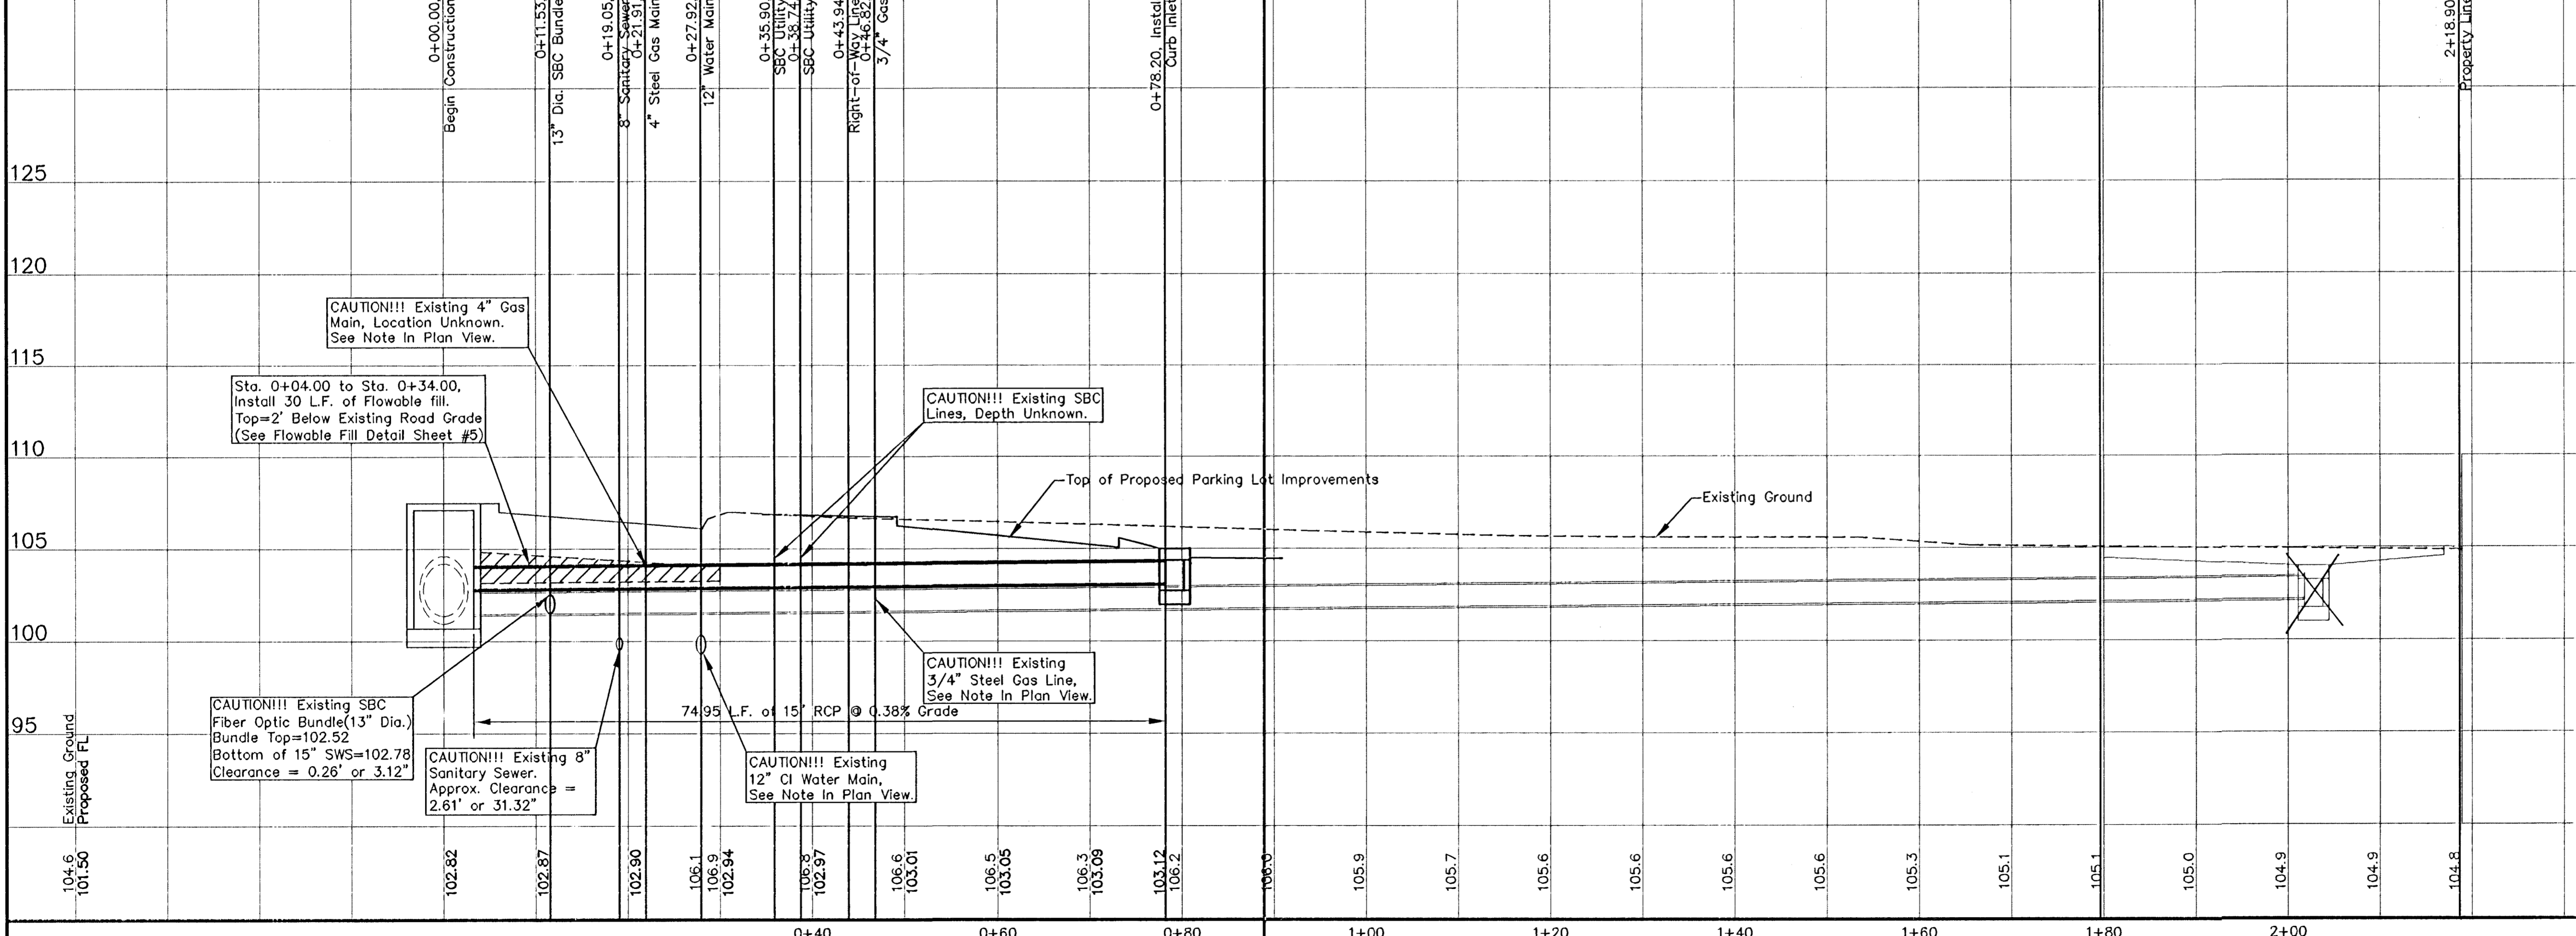 0+00.00,
Begin Construction
0+11.53,
13" Dia. SBC Bundle
0+19.05,
8" Sanitary Sewer
0+21.91,
4" Steel Gas Main
0+27.92,
12" Water Main
0+35.90,
SBC Utility
0+38.74,
SBC Utility
0+43.94
Right-of-Way Line
0+46.82
3/4" Gas
0+78.20, Instal
Curb Inlet
2+18.90
Property Line
125
120
115
110
105
100
95
CAUTION!!! Existing 4" Gas
Main, Location Unknown.
See Note In Plan View.
Sta. 0+04.00 to Sta. 0+34.00,
Install 30 L.F. of Flowable fill.
Top=2' Below Existing Road Grade
(See Flowable Fill Detail Sheet #5)
CAUTION!!! Existing SBC
Lines, Depth Unknown.
Top of Proposed Parking Lot Improvements
Existing Ground
CAUTION!!! Existing
3/4" Steel Gas Line,
See Note In Plan View.
74.95 L.F. of 15' RCP @ 0.38% Grade
CAUTION!!! Existing SBC
Fiber Optic Bundle(13" Dia.)
Bundle Top=102.52
Bottom of 15" SWS=102.78
Clearance = 0.26' or 3.12"
CAUTION!!! Existing 8"
Sanitary Sewer.
Approx. Clearance =
2.61' or 31.32"
CAUTION!!! Existing
12" CI Water Main,
See Note In Plan View.
Existing Ground
Proposed FL
104.6
101.50
102.82
102.87
102.90
106.1
106.9
102.94
106.8
102.97
106.6
103.01
106.5
103.05
106.3
103.09
103.12
106.2
106.0
105.9
105.7
105.6
105.6
105.6
105.6
105.3
105.1
105.1
105.0
104.9
104.9
104.8
0+40
0+60
0+80
1+00
1+20
1+40
1+60
1+80
2+00